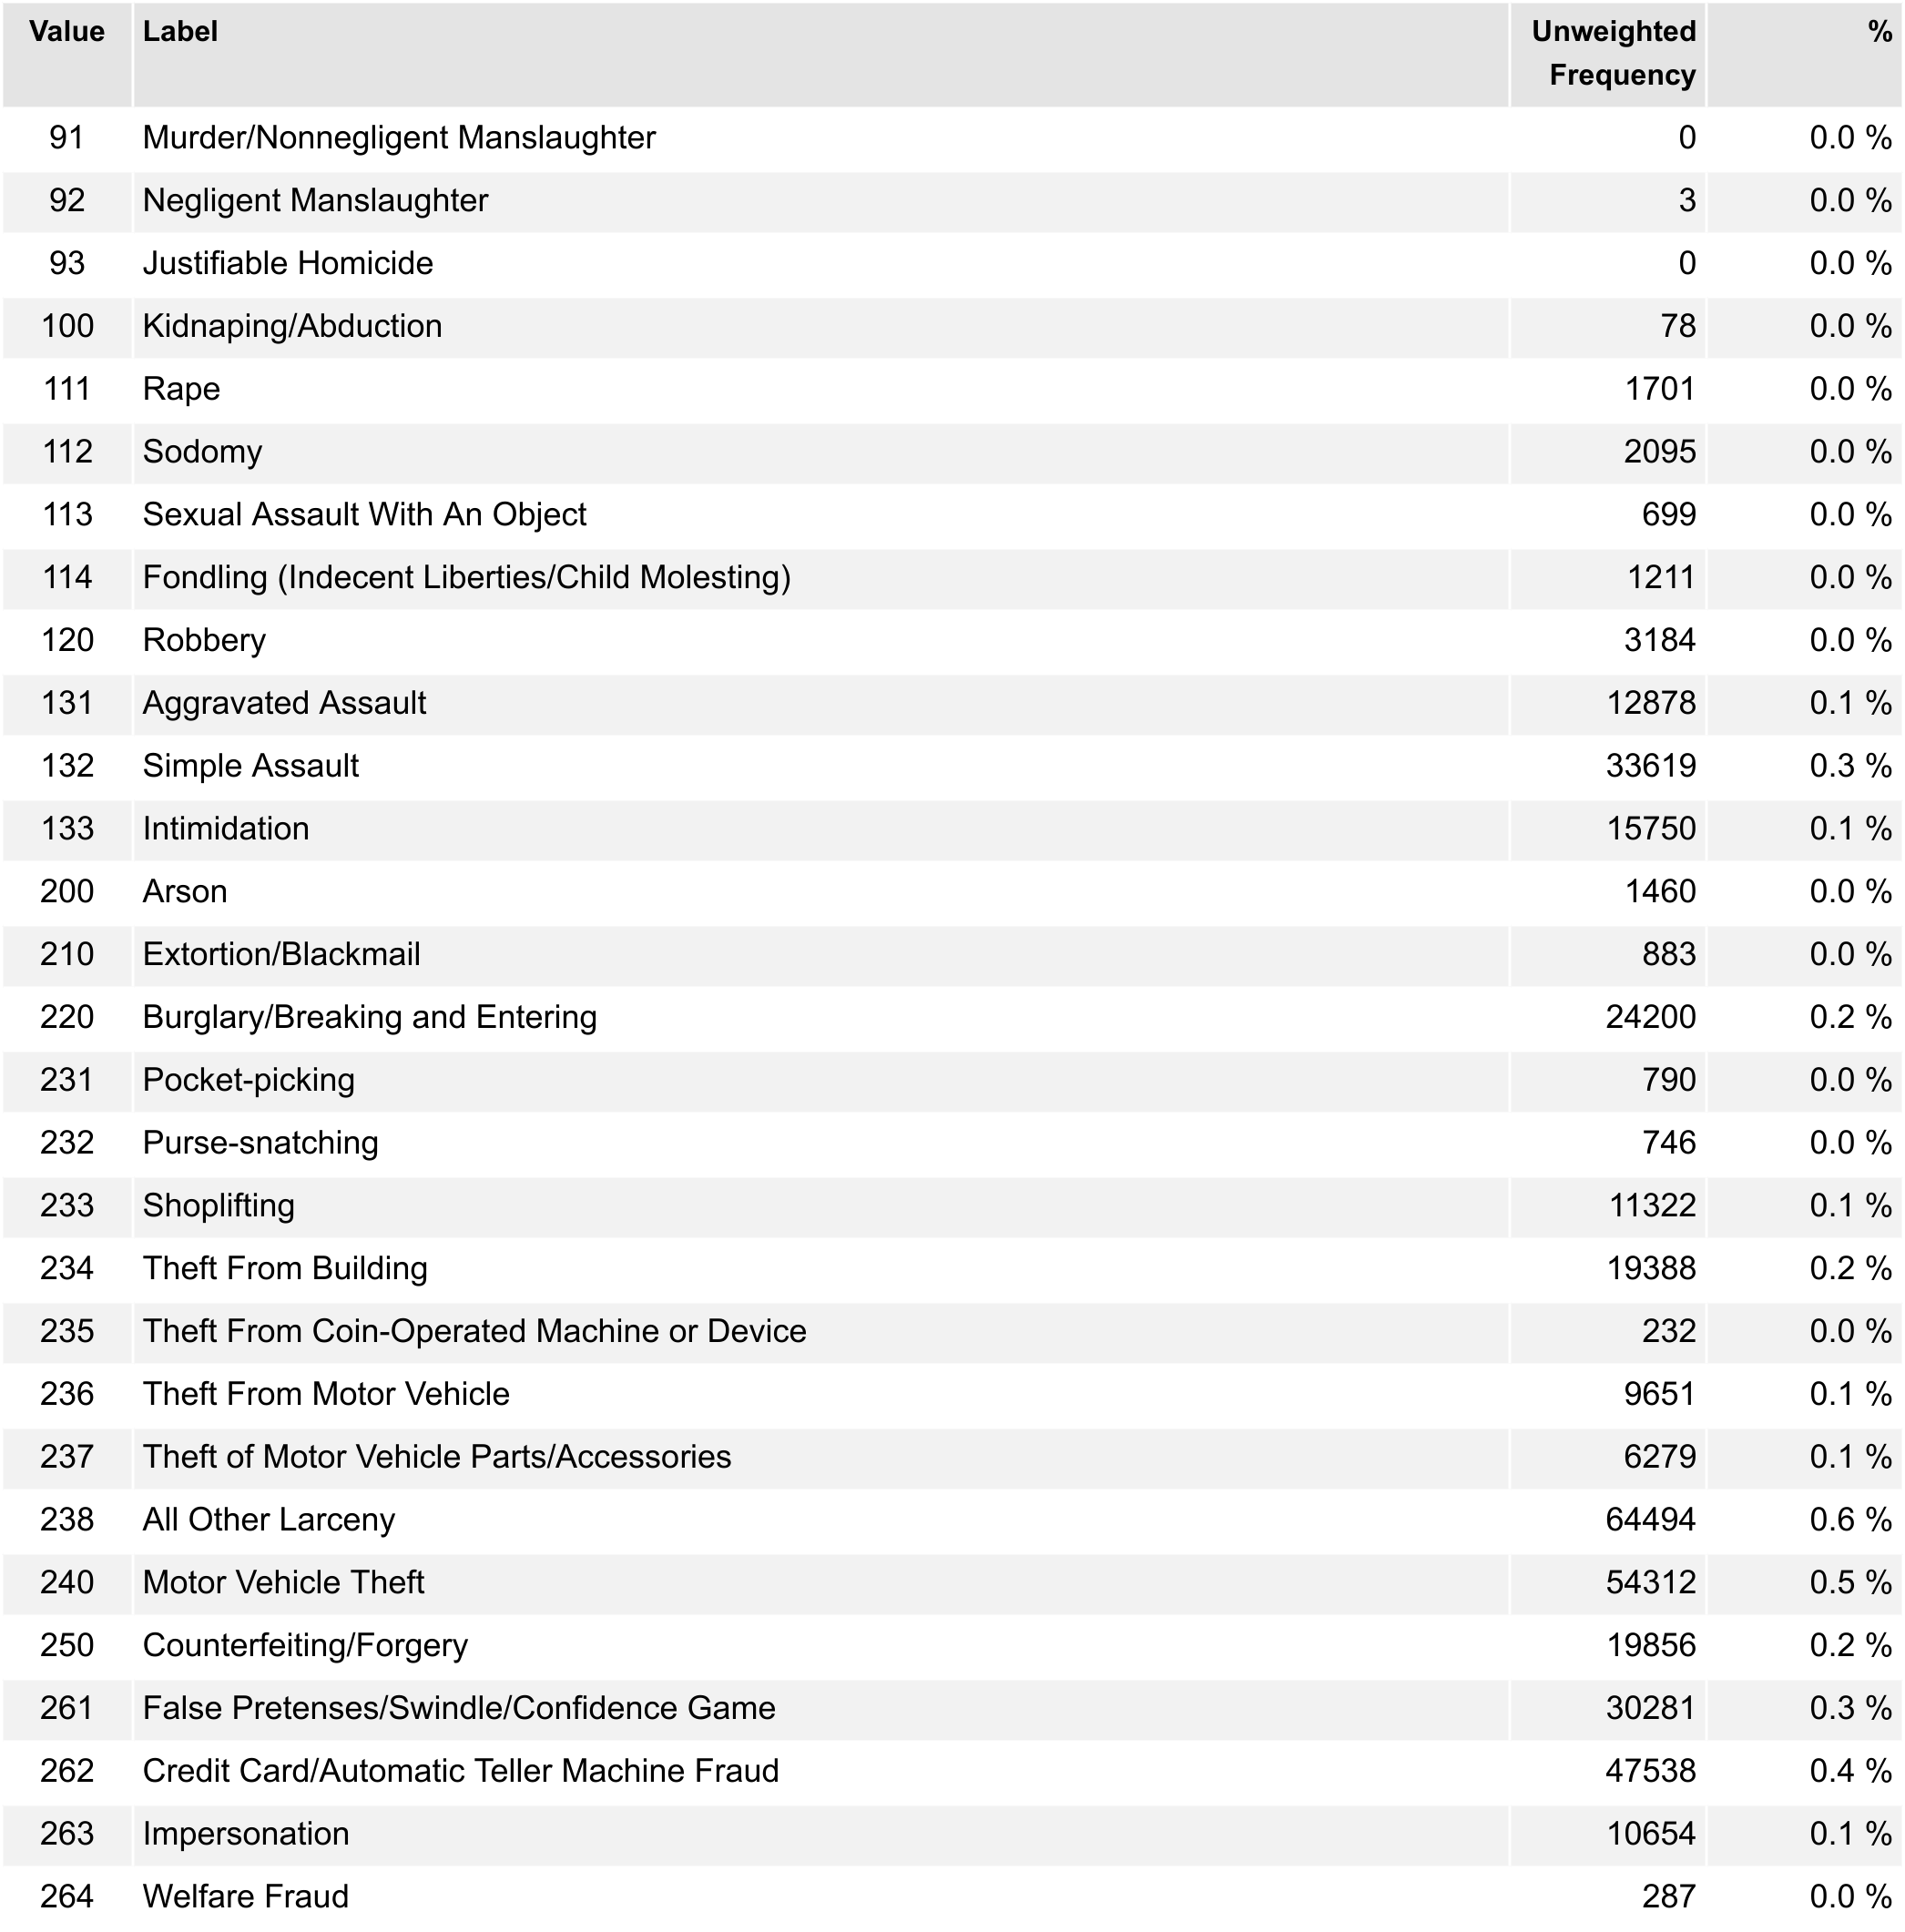 Value Label Unweighted Frequency %
91 Murder/Nonnegligent Manslaughter 0 0.0 %
92 Negligent Manslaughter 3 0.0 %
93 Justifiable Homicide 0 0.0 %
100 Kidnaping/Abduction 78 0.0 %
111 Rape 1701 0.0 %
112 Sodomy 2095 0.0 %
113 Sexual Assault With An Object 699 0.0 %
114 Fondling (Indecent Liberties/Child Molesting) 1211 0.0 %
120 Robbery 3184 0.0 %
131 Aggravated Assault 12878 0.1 %
132 Simple Assault 33619 0.3 %
133 Intimidation 15750 0.1 %
200 Arson 1460 0.0 %
210 Extortion/Blackmail 883 0.0 %
220 Burglary/Breaking and Entering 24200 0.2 %
231 Pocket-picking 790 0.0 %
232 Purse-snatching 746 0.0 %
233 Shoplifting 11322 0.1 %
234 Theft From Building 19388 0.2 %
235 Theft From Coin-Operated Machine or Device 232 0.0 %
236 Theft From Motor Vehicle 9651 0.1 %
237 Theft of Motor Vehicle Parts/Accessories 6279 0.1 %
238 All Other Larceny 64494 0.6 %
240 Motor Vehicle Theft 54312 0.5 %
250 Counterfeiting/Forgery 19856 0.2 %
261 False Pretenses/Swindle/Confidence Game 30281 0.3 %
262 Credit Card/Automatic Teller Machine Fraud 47538 0.4 %
263 Impersonation 10654 0.1 %
264 Welfare Fraud 287 0.0 %